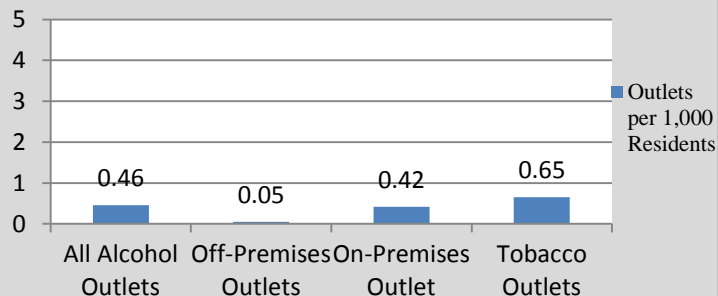 5
4
3
2
1
0
0.46
0.05
0.42
0.65
All Alcohol Outlets
Off-Premises Outlets
On-Premises Outlet
Tobacco Outlets
Outlets
per 1,000
Residents